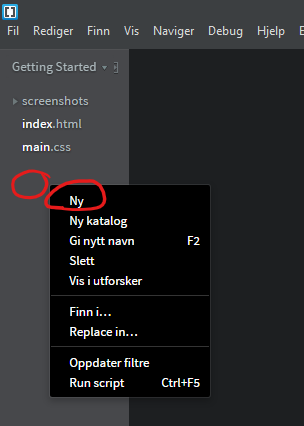 Fil Rediger Finn Vis Naviger Debug Hjelp E
Getting Started
screenshots
index.html
main.css
Ny
Ny katalog
Gi nytt navn F2
Slett
Vis i utforsker
Finn i...
Replace in...
Oppdater filtre
Run script Ctrl+F5